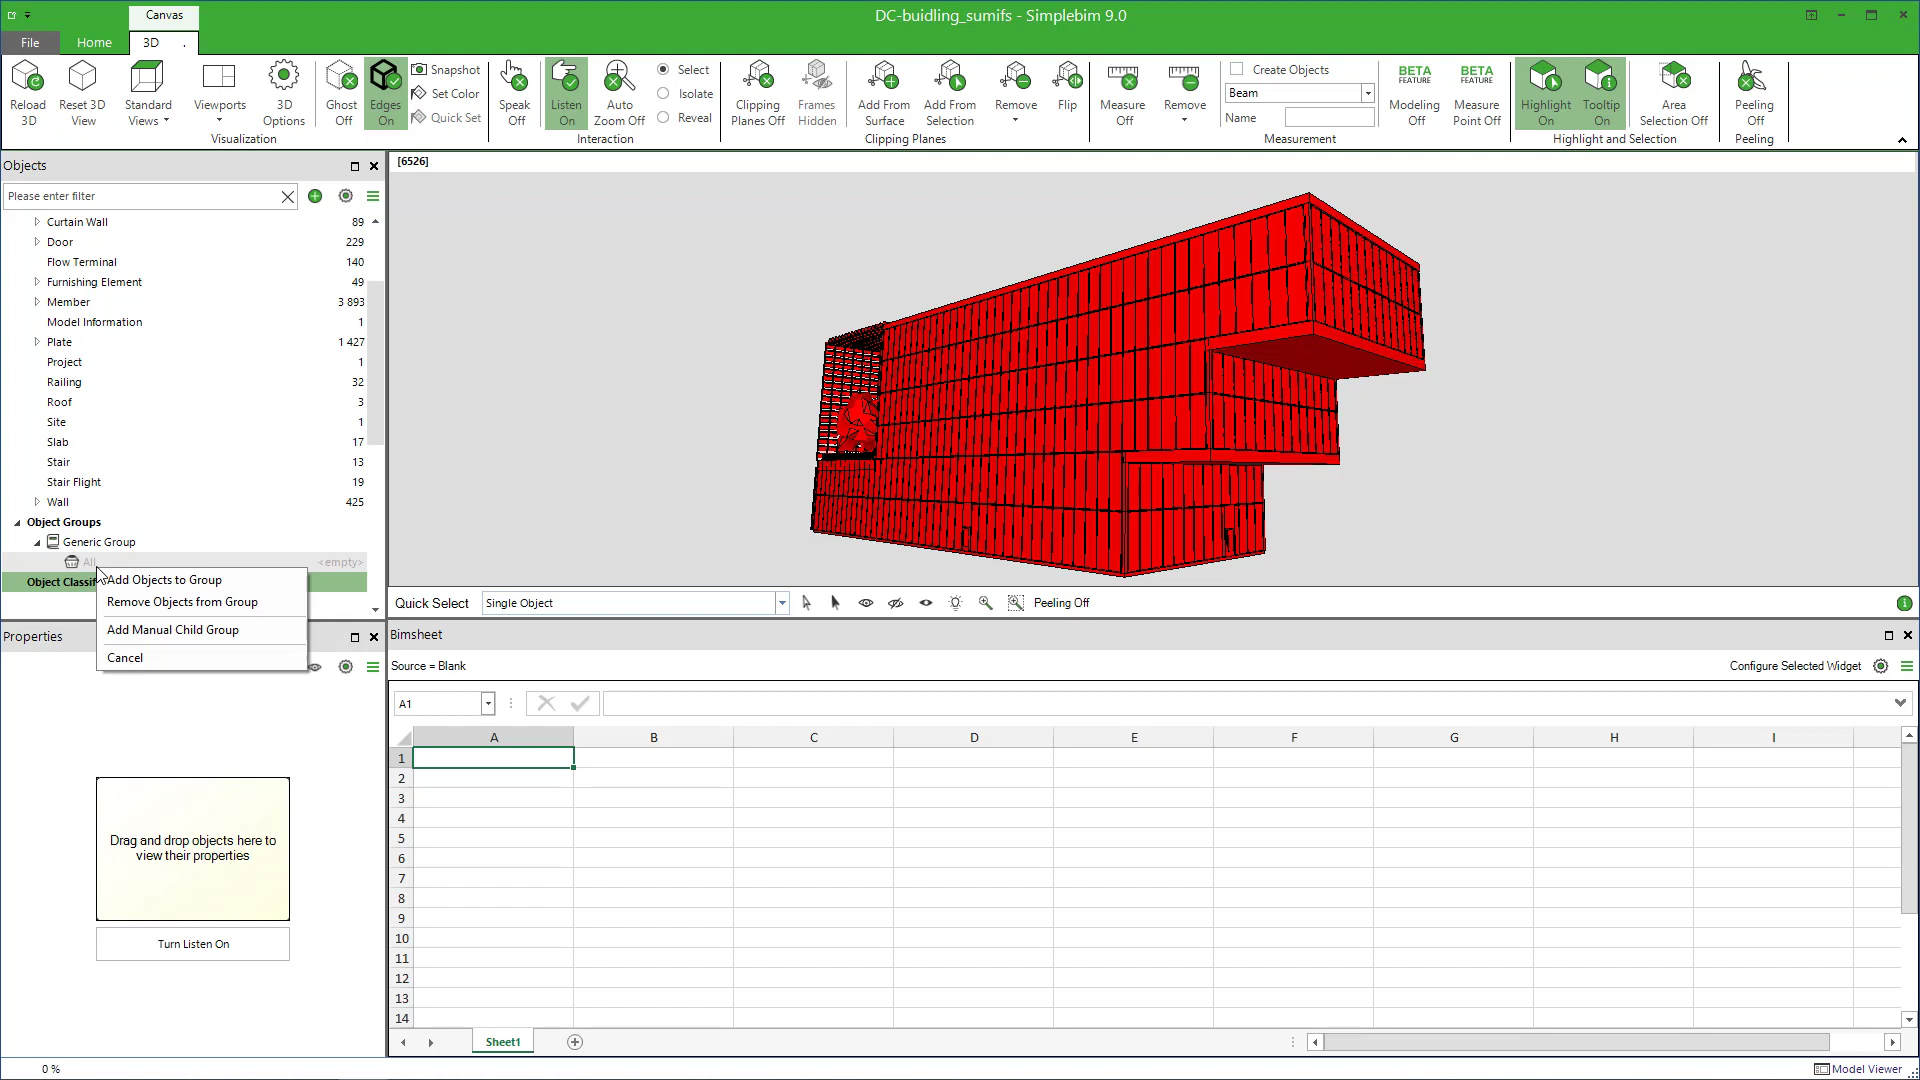 Canvas
DC-buidling_sumifs - Simplebim 9.0
File
Home
3D
Reload 3D
Reset 3D View
Standard Views
Viewports
3D Options
Ghost Off
Edges On
Snapshot
Set Color
Quick Set
Speak Off
Listen On
Auto Zoom Off
Select
Isolate
Reveal
Clipping Planes Off
Frames Hidden
Add From Surface
Add From Selection
Remove
Flip
Measure Off
Remove
Create Objects
Beam
Name
BETA FEATURE
Modeling Off
BETA FEATURE
Measure Point Off
Highlight On
Tooltip On
Area Selection Off
Peeling Off
Visualization
Interaction
Clipping Planes
Measurement
Highlight and Selection
Peeling
Objects
[6526]
Please enter filter
Curtain Wall 89
Door 229
Flow Terminal 140
Furnishing Element 49
Member 3 893
Model Information 1
Plate 1 427
Project 1
Railing 32
Roof 3
Site 1
Slab 17
Stair 13
Stair Flight 19
Wall 425
Object Groups
Generic Group
All <empty>
Object Classif
Add Objects to Group
Remove Objects from Group
Add Manual Child Group
Cancel
Quick Select
Single Object
Peeling Off
Properties
Bimsheet
Source = Blank
Configure Selected Widget
A1
A B C D E F G H I
1
2
3
4
5
6
7
8
9
10
11
12
13
14
Drag and drop objects here to
view their properties
Turn Listen On
Sheet1
0 %
Model Viewer